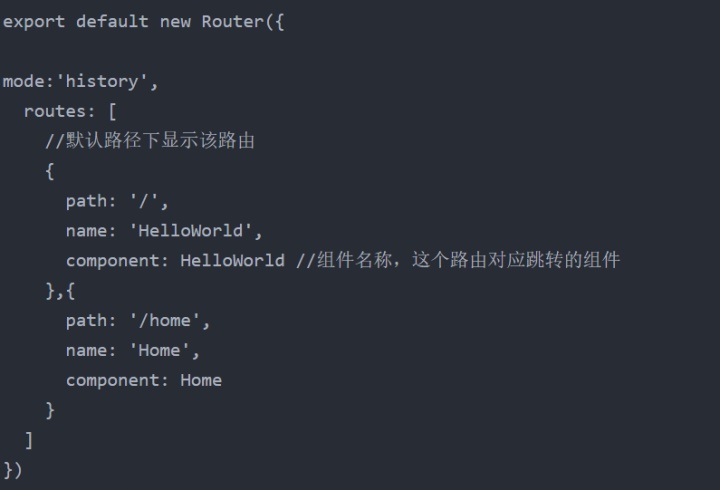 export default new Router({
mode:'history',
  routes: [
    //默认路径下显示该路由
    {
      path: '/',
      name: 'HelloWorld',
      component: HelloWorld //组件名称，这个路由对应跳转的组件
    },{
      path: '/home',
      name: 'Home',
      component: Home
    }
  ]
})